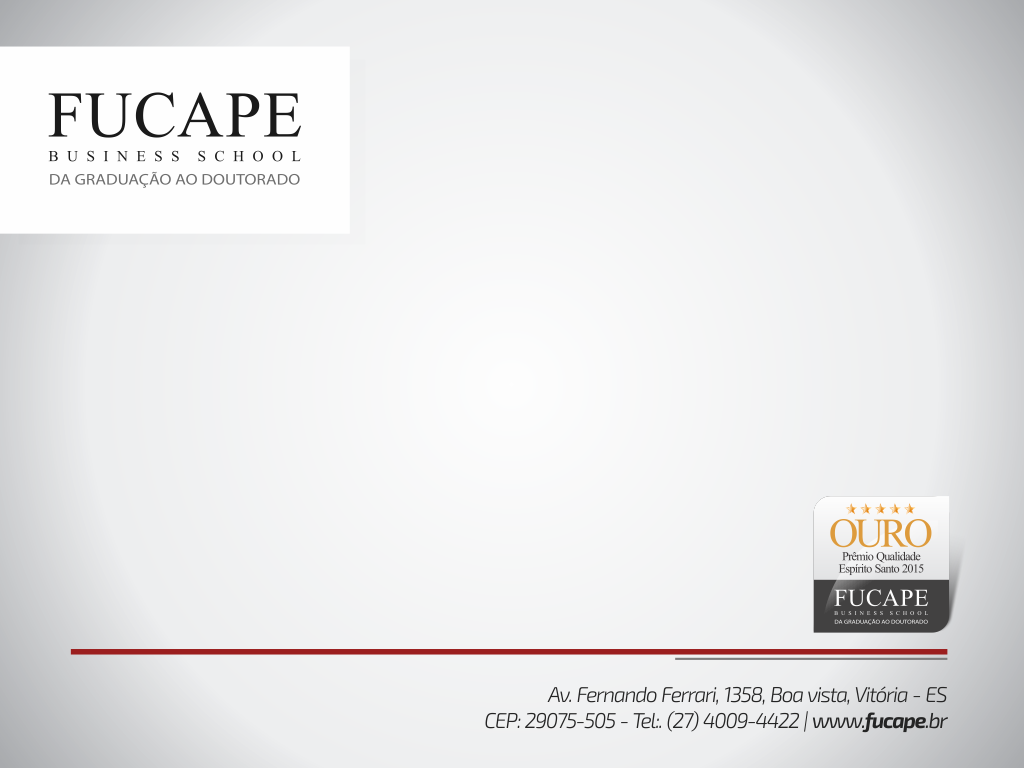 FUCAPE
BUSINESS SCHOOL
DA GRADUAÇÃO AO DOUTORADO
OURO
Prêmio Qualidade
Espírito Santo 2015
FUCAPE
BUSINESS SCHOOL
DA GRADUAÇÃO AO DOUTORADO
Av. Fernando Ferrari, 1358, Boa vista, Vitória - ES
CEP: 29075-505 - Tel:. (27) 4009-4422 | www.fucape.br